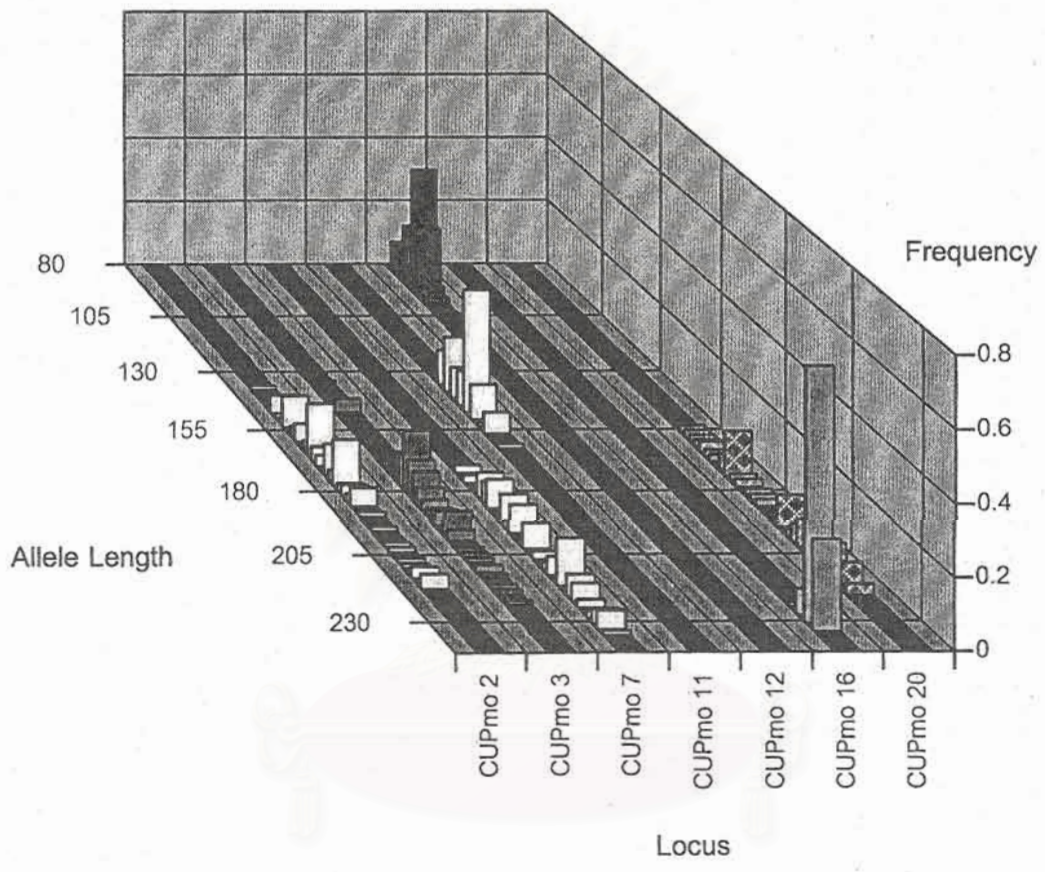 Frequency
80
105
130
155
180
205
230
Allele Length
0.8
0.6
0.4
0.2
0
CUPmo 2
CUPmo 3
CUPmo 7
CUPmo 11
CUPmo 12
CUPmo 16
CUPmo 20
Locus